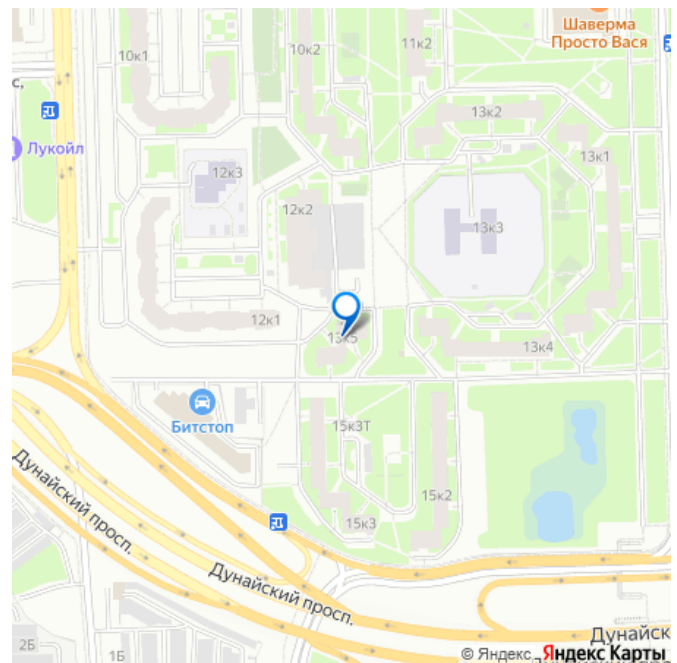 Шаверма
Просто Вася
10к1
10к2
11к2
с,
Лукойл
13к2
13к1
12к3
12к2
13к3
12к1
13к5
13к4
Битстоп
15к3Т
15к2
15к3
Дунайский просп.
Дунайский просп.
Дунайск
2Б
1Б
© Яндекс
Яндекс Карты